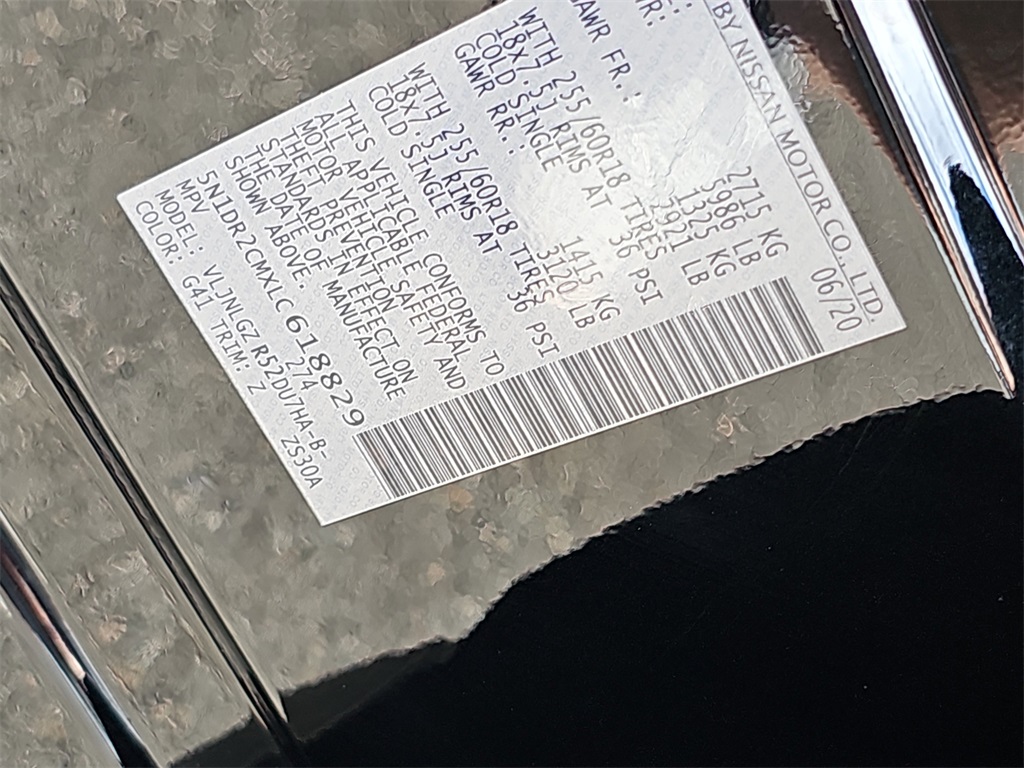 BY NISSAN MOTOR CO., LTD.
06/20
2715 KG
5986 LB
GAWR FR.: 1325 KG
2921 LB
WITH 255/60R18 TIRES
18X7.5J RIMS AT
COLD SINGLE 36 PSI
GAWR RR.: 1415 KG
3120 LB
WITH 255/60R18 TIRES
18X7.5J RIMS AT
COLD SINGLE 36 PSI
THIS VEHICLE CONFORMS TO
ALL APPLICABLE FEDERAL
MOTOR VEHICLE SAFETY AND
THEFT PREVENTION
STANDARDS IN EFFECT ON
THE DATE OF MANUFACTURE
SHOWN ABOVE.
5N1DR2CMXLC618829
MPV 274
MODEL: VLJNLGZ R52DU7HA-B-
COLOR: G41 TRIM: Z ZS30A